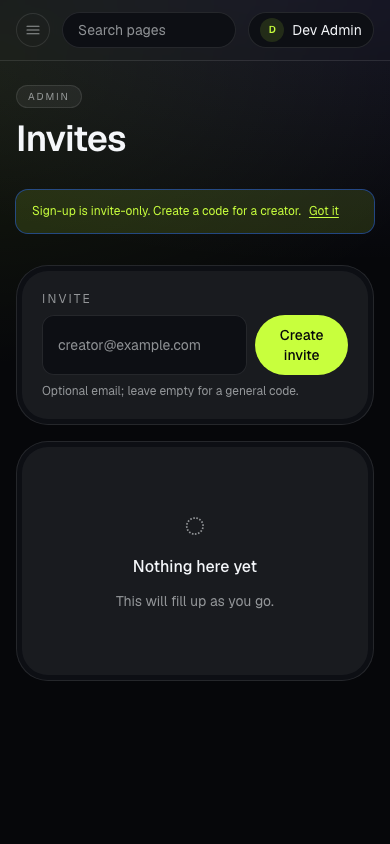 Search pages
D
Dev Admin
ADMIN
Invites
Sign-up is invite-only. Create a code for a creator. Got it
INVITE
creator@example.com
Create
invite
Optional email; leave empty for a general code.
Nothing here yet
This will fill up as you go.